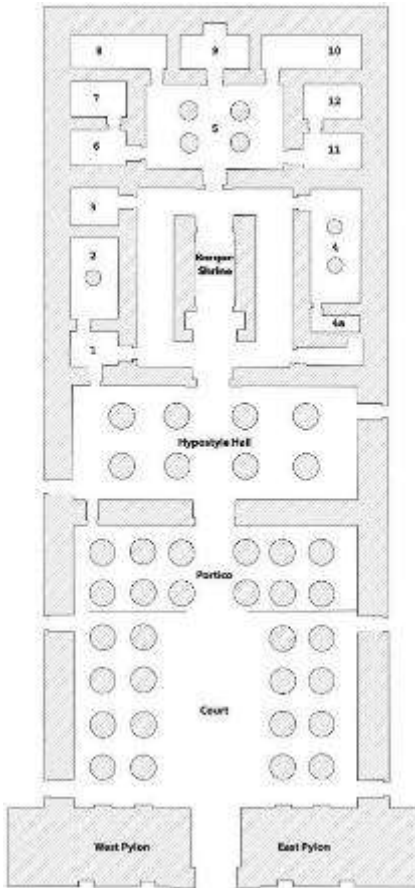 8 9 10
7 12
5
6 11
3
2 4
Barque-
Shrine
4a
1
Hypostyle Hall
Portico
Court
West Pylon East Pylon